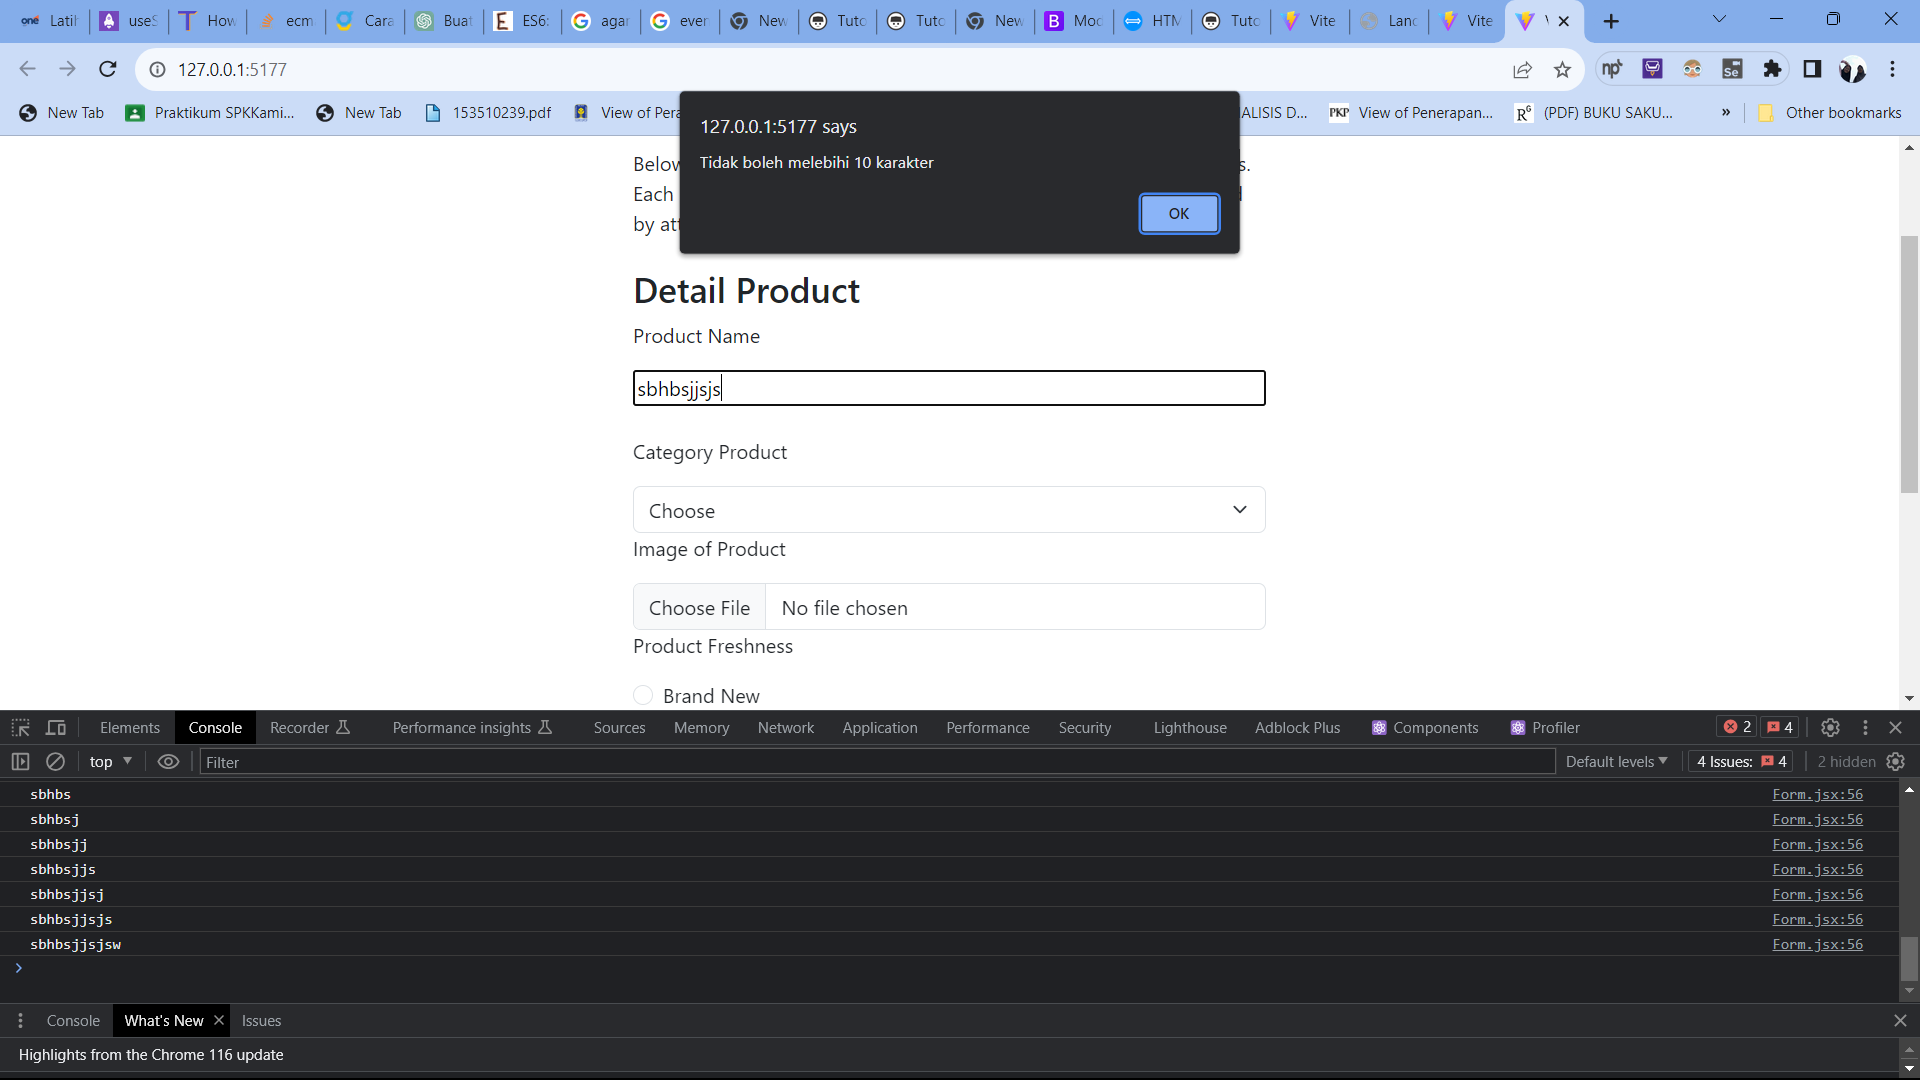 one Latih useS How ecm Cara Buat ES6: agar even New Tuto Tuto New Moc HTM Tuto Vite Lanc Vite
127.0.0.1:5177
New Tab Praktikum SPKKami... New Tab 153510239.pdf View of Pera ALISIS D... PKP View of Penerapan... (PDF) BUKU SAKU... » Other bookmarks
127.0.0.1:5177 says
Tidak boleh melebihi 10 karakter
OK
Below s.
Each
by att
Detail Product
Product Name
sbhbsjjsjs
Category Product
Choose
Image of Product
Choose File No file chosen
Product Freshness
Brand New
Elements Console Recorder Performance insights Sources Memory Network Application Performance Security Lighthouse Adblock Plus Components Profiler 2 4
top Filter Default levels 4 Issues: 4 2 hidden
sbhbs Form.jsx:56
sbhbsj Form.jsx:56
sbhbsjj Form.jsx:56
sbhbsjjs Form.jsx:56
sbhbsjjsj Form.jsx:56
sbhbsjjsjs Form.jsx:56
sbhbsjjsjsw Form.jsx:56
Console What's New Issues
Highlights from the Chrome 116 update